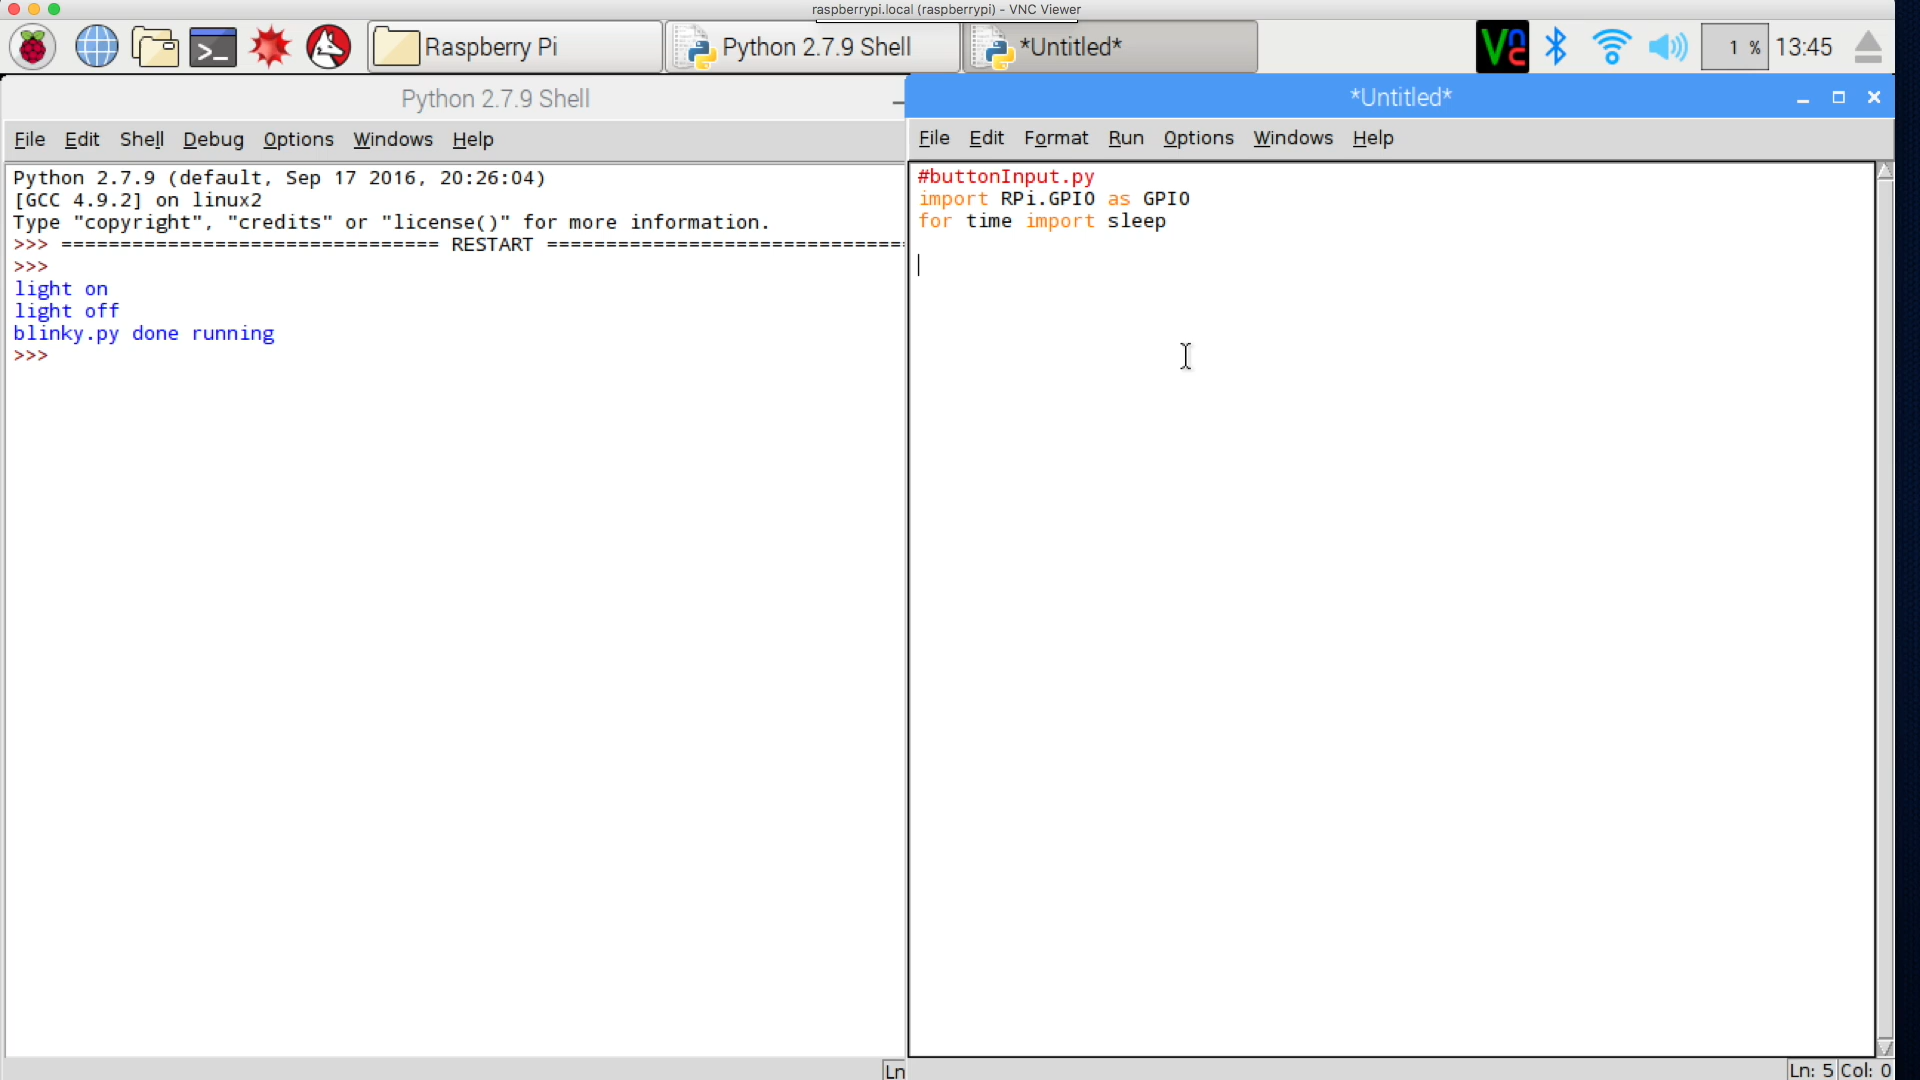 raspberrypi.local (raspberrypi) - VNC Viewer
Raspberry Pi
Python 2.7.9 Shell
*Untitled*
VNC
1 %
13:45
Python 2.7.9 Shell
File Edit Shell Debug Options Windows Help
Python 2.7.9 (default, Sep 17 2016, 20:26:04)
[GCC 4.9.2] on linux2
Type "copyright", "credits" or "license()" for more information.
>>> ================================ RESTART ==============================
>>>
light on
light off
blinky.py done running
>>>
Ln
*Untitled*
File Edit Format Run Options Windows Help
#buttonInput.py
import RPi.GPIO as GPIO
for time import sleep
Ln: 5 Col: 0